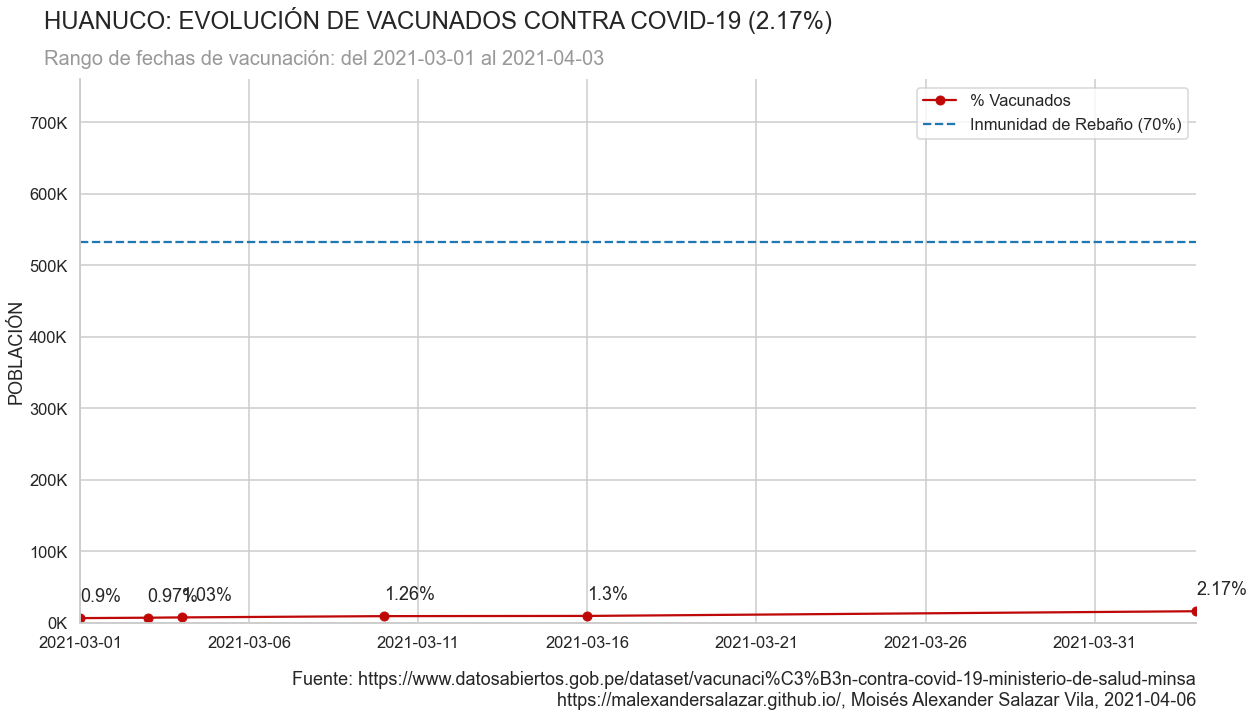 HUANUCO: EVOLUCIÓN DE VACUNADOS CONTRA COVID-19 (2.17%)
Rango de fechas de vacunación: del 2021-03-01 al 2021-04-03
% Vacunados
Inmunidad de Rebaño (70%)
POBLACIÓN
700K
600K
500K
400K
300K
200K
100K
0K
0.9%
0.97%
1.03%
1.26%
1.3%
2.17%
2021-03-01
2021-03-06
2021-03-11
2021-03-16
2021-03-21
2021-03-26
2021-03-31
Fuente: https://www.datosabiertos.gob.pe/dataset/vacunaci%C3%B3n-contra-covid-19-ministerio-de-salud-minsa
https://malexandersalazar.github.io/, Moisés Alexander Salazar Vila, 2021-04-06